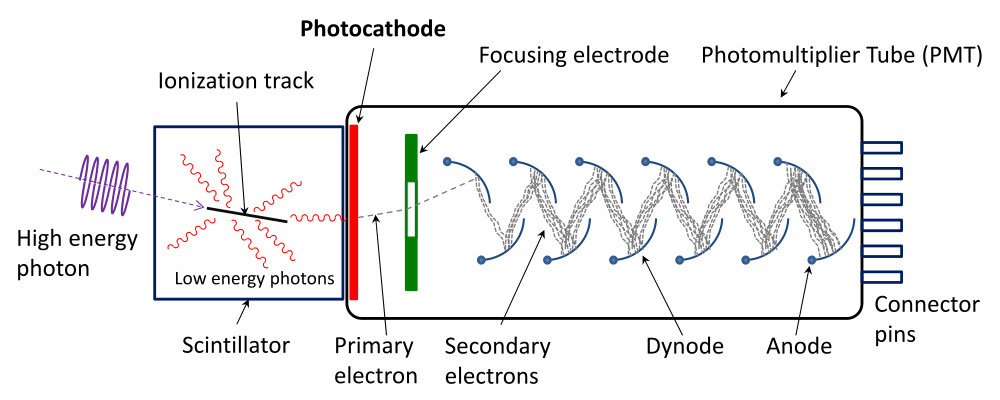 Photocathode
Focusing electrode
Photomultiplier Tube (PMT)
Ionization track
High energy
photon
Low energy photons
Scintillator
Primary
electron
Secondary
electrons
Dynode
Anode
Connector
pins